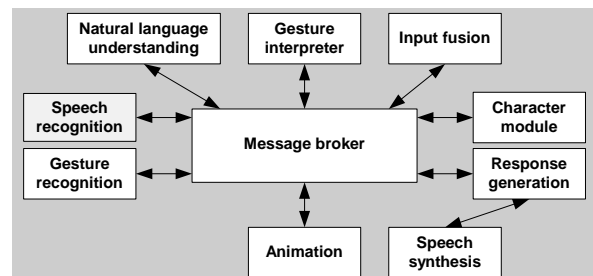 Natural language
understanding
Gesture
interpreter
Input fusion
Speech
recognition
Message broker
Character
module
Gesture
recognition
Response
generation
Animation
Speech
synthesis